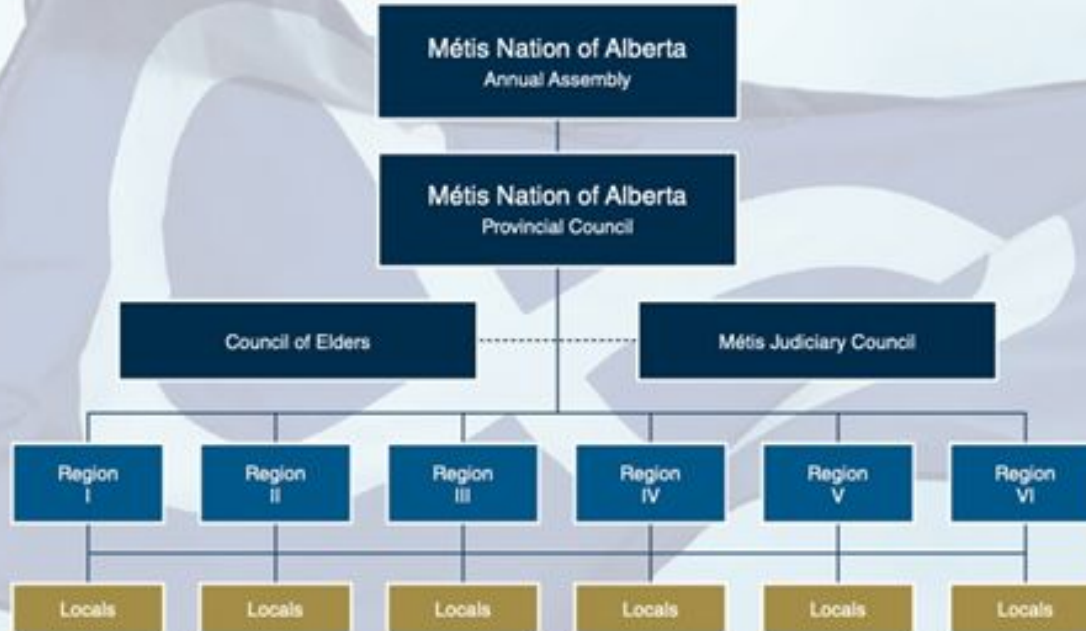 Métis Nation of Alberta
Annual Assembly
Métis Nation of Alberta
Provincial Council
Council of Elders
Métis Judiciary Council
Region
I
Region
II
Region
III
Region
IV
Region
V
Region
VI
Locals
Locals
Locals
Locals
Locals
Locals